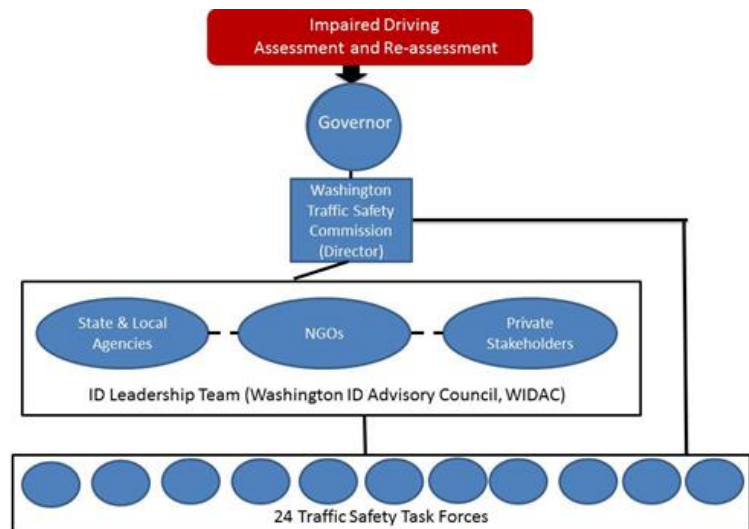 Impaired Driving
Assessment and Re-assessment
Governor
Washington
Traffic Safety
Commission
(Director)
State & Local
Agencies
NGOs
Private
Stakeholders
ID Leadership Team (Washington ID Advisory Council, WIDAC)
24 Traffic Safety Task Forces